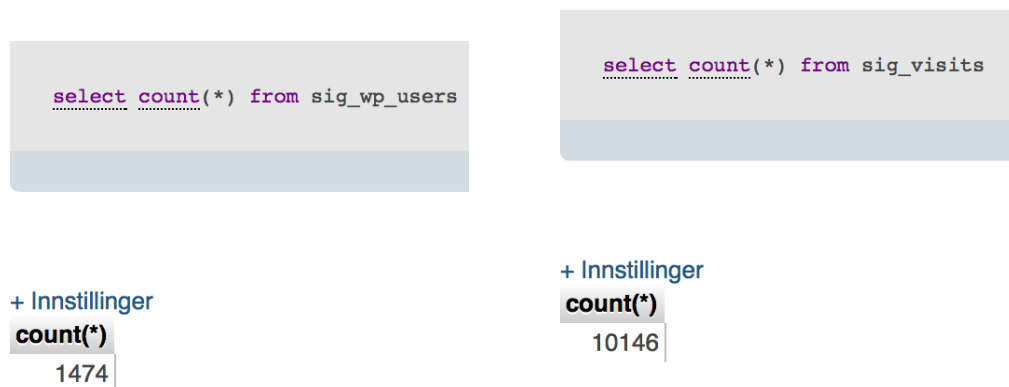 select count(*) from sig_wp_users
+ Innstillinger
count(*)
1474
select count(*) from sig_visits
+ Innstillinger
count(*)
10146